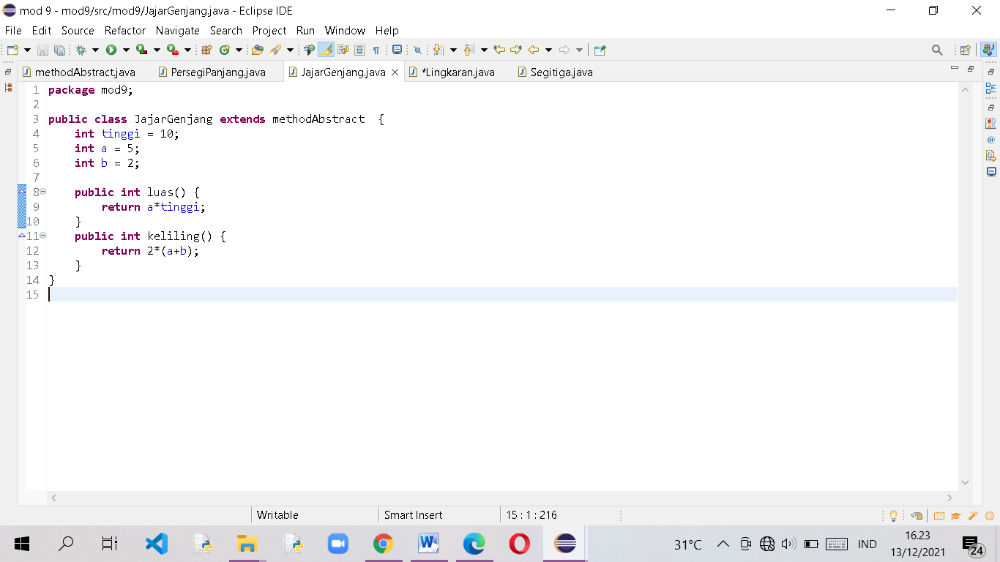 mod 9 - mod9/src/mod9/JajarGenjang.java - Eclipse IDE
File Edit Source Refactor Navigate Search Project Run Window Help
methodAbstract.java PersegiPanjang.java JajarGenjang.java *Lingkaran.java Segitiga.java
1 package mod9;
2
3 public class JajarGenjang extends methodAbstract {
4 int tinggi = 10;
5 int a = 5;
6 int b = 2;
7
8 public int luas() {
9 return a*tinggi;
10 }
11 public int keliling() {
12 return 2*(a+b);
13 }
14 }
15
Writable Smart Insert 15 : 1 : 216
31°C IND 16.23
13/12/2021
24